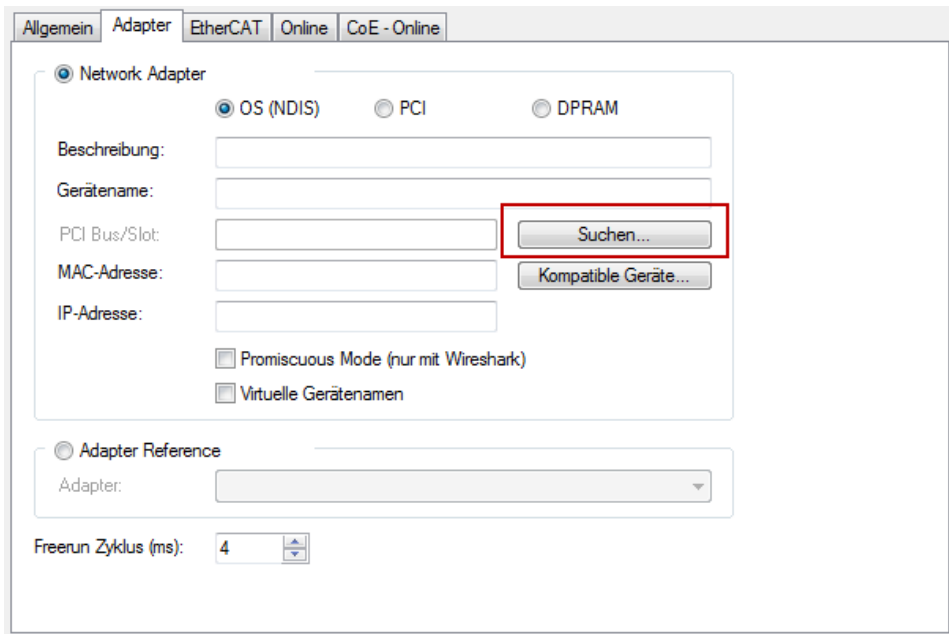 Allgemein Adapter EtherCAT Online CoE - Online
Network Adapter
OS (NDIS) PCI DPRAM
Beschreibung:
Gerätename:
PCI Bus/Slot: Suchen...
MAC-Adresse: Kompatible Geräte...
IP-Adresse:
Promiscuous Mode (nur mit Wireshark)
Virtuelle Gerätenamen
Adapter Reference
Adapter:
Freerun Zyklus (ms): 4